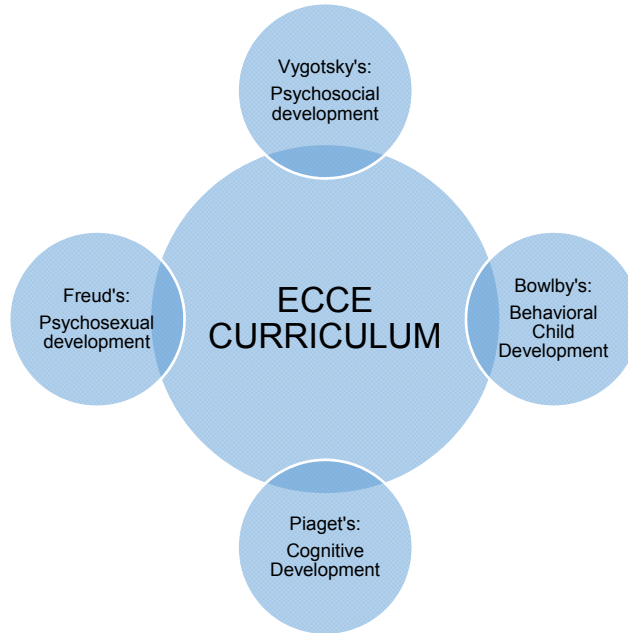 Vygotsky's:
Psychosocial
development
Freud's:
Psychosexual
development
ECCE
CURRICULUM
Bowlby's:
Behavioral
Child
Development
Piaget's:
Cognitive
Development